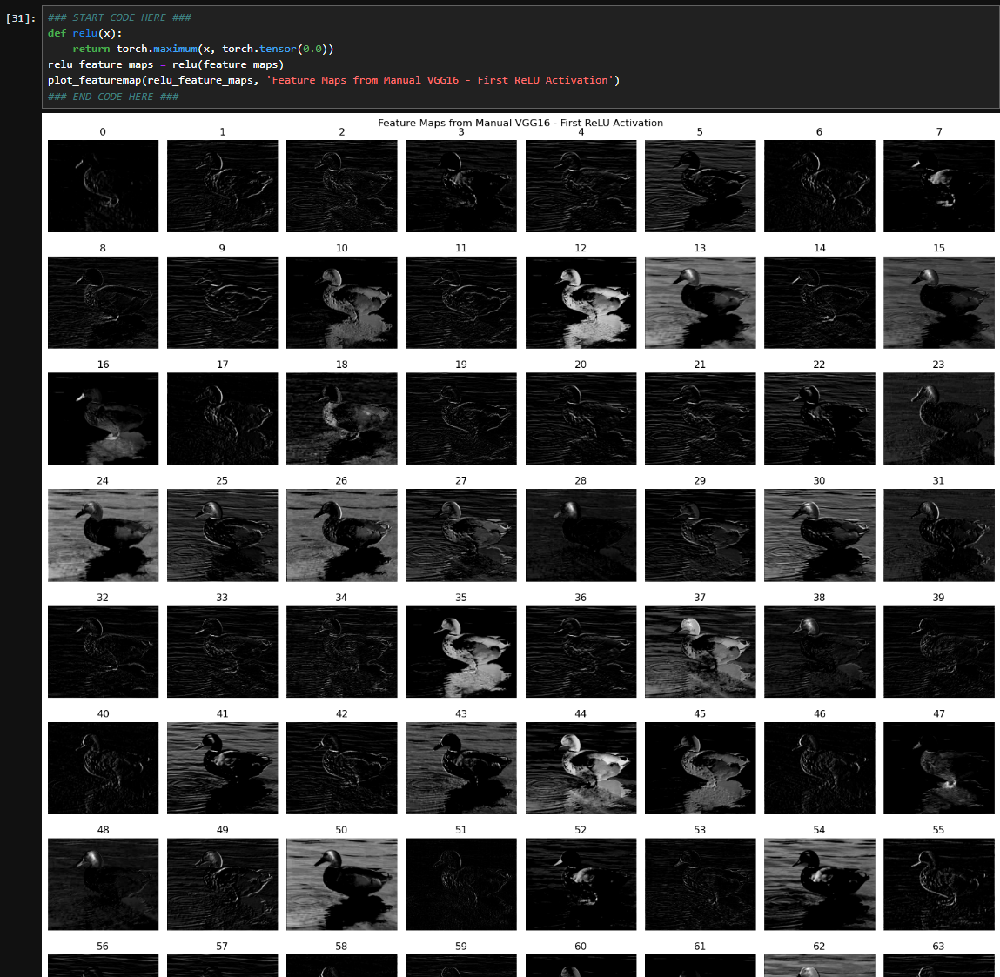 [31]:
### START CODE HERE ###
def relu(x):
    return torch.maximum(x, torch.tensor(0.0))
relu_feature_maps = relu(feature_maps)
plot_featuremap(relu_feature_maps, 'Feature Maps from Manual VGG16 - First ReLU Activation')
### END CODE HERE ###
Feature Maps from Manual VGG16 - First ReLU Activation
0 1 2 3 4 5 6 7
8 9 10 11 12 13 14 15
16 17 18 19 20 21 22 23
24 25 26 27 28 29 30 31
32 33 34 35 36 37 38 39
40 41 42 43 44 45 46 47
48 49 50 51 52 53 54 55
56 57 58 59 60 61 62 63